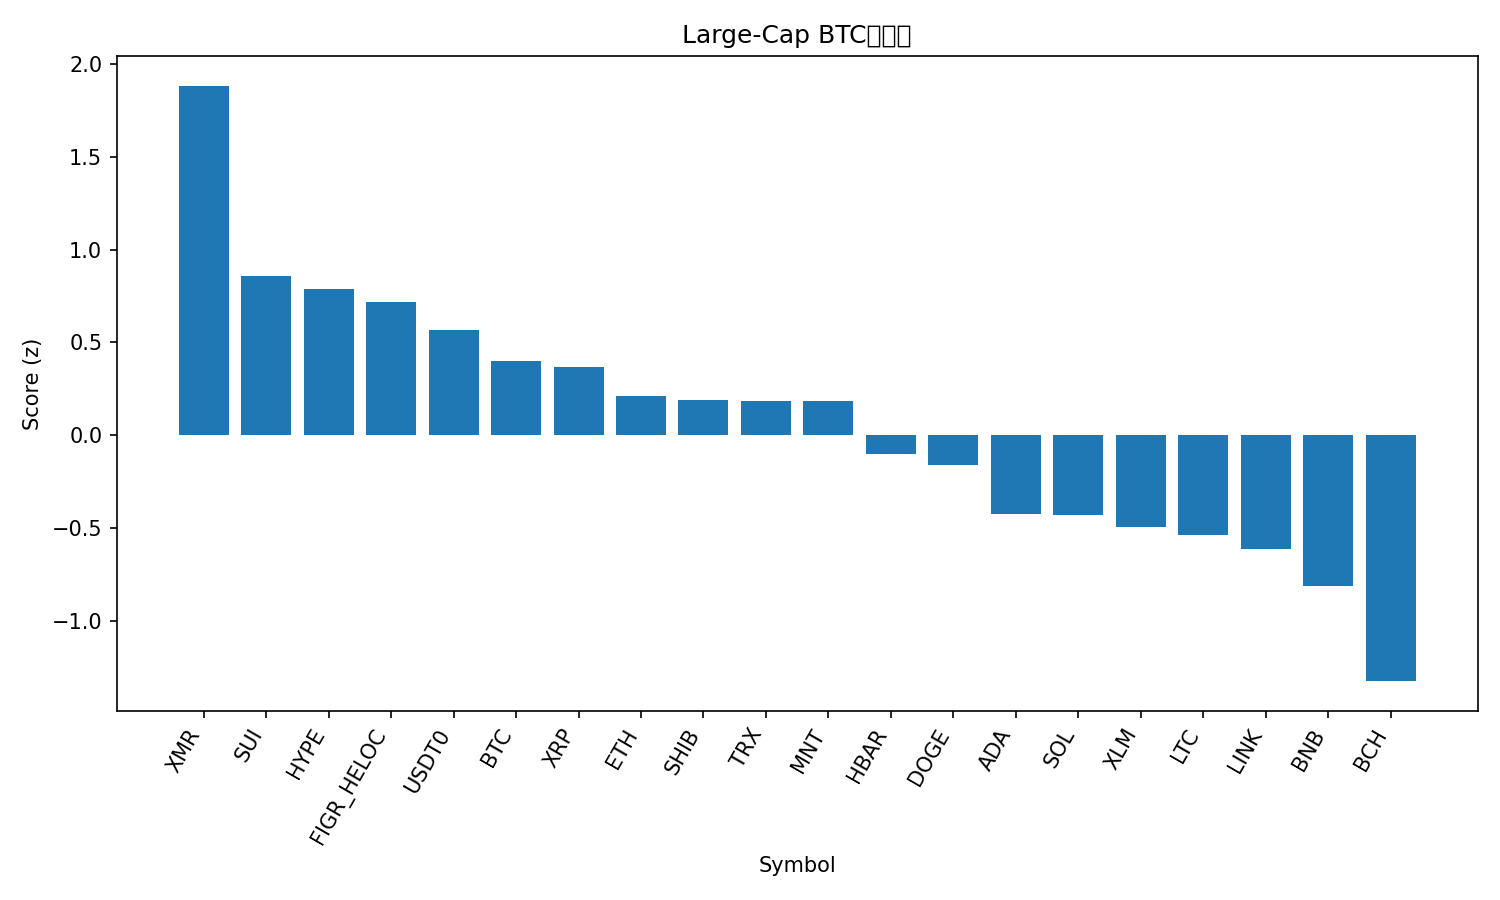 Large-Cap BTC
Score (z)
2.0
1.5
1.0
0.5
0.0
−0.5
−1.0
XMR
SUI
HYPE
FIGR_HELOC
USDT0
BTC
XRP
ETH
SHIB
TRX
MNT
HBAR
DOGE
ADA
SOL
XLM
LTC
LINK
BNB
BCH
Symbol